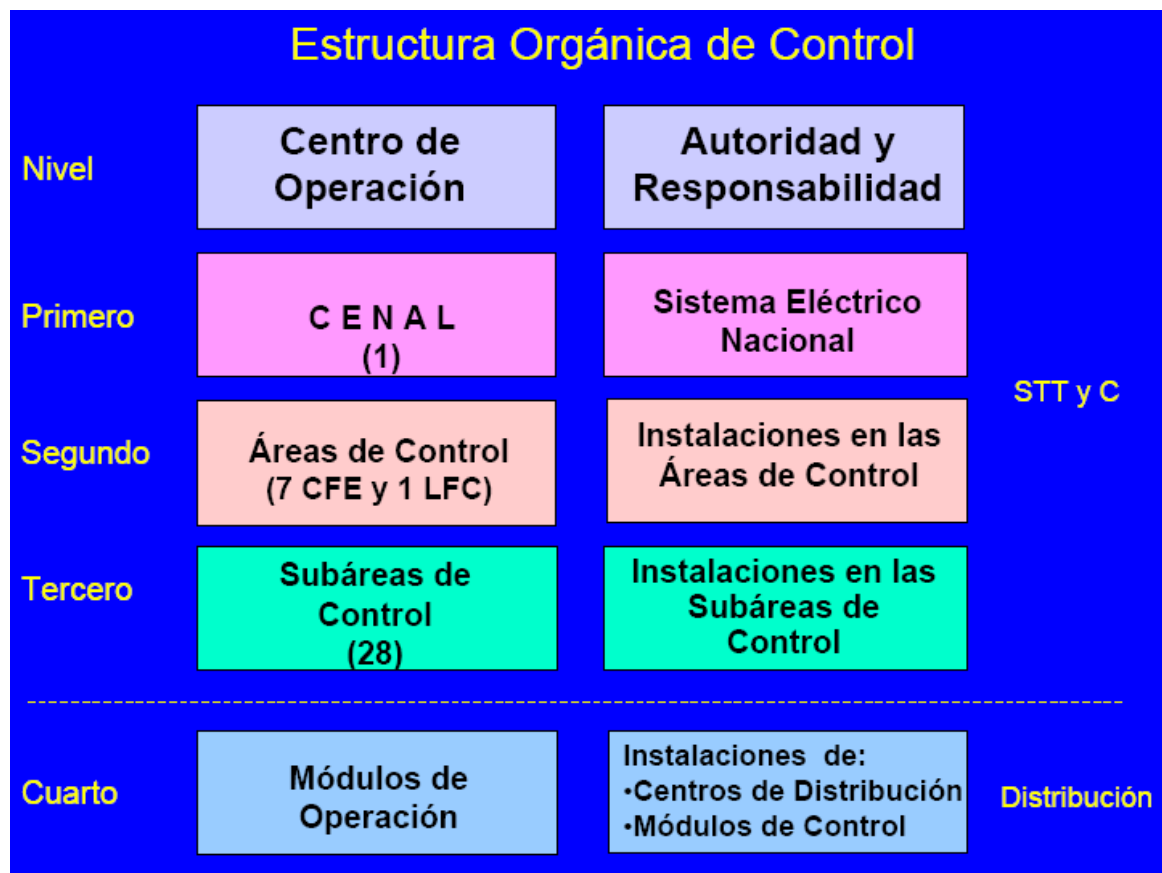 Estructura Orgánica de Control
Nivel
Centro de
Operación
Autoridad y
Responsabilidad
Primero
C E N A L
(1)
Sistema Eléctrico
Nacional
STT y C
Segundo
Áreas de Control
(7 CFE y 1 LFC)
Instalaciones en las
Áreas de Control
Tercero
Subáreas de
Control
(28)
Instalaciones en las
Subáreas de
Control
Cuarto
Módulos de
Operación
Instalaciones de:
•Centros de Distribución
•Módulos de Control
Distribución